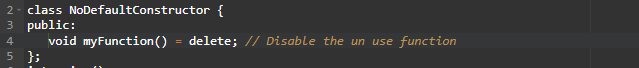 2 class NoDefaultConstructor {
3 public:
4 void myFunction() = delete; // Disable the un use function
5 };